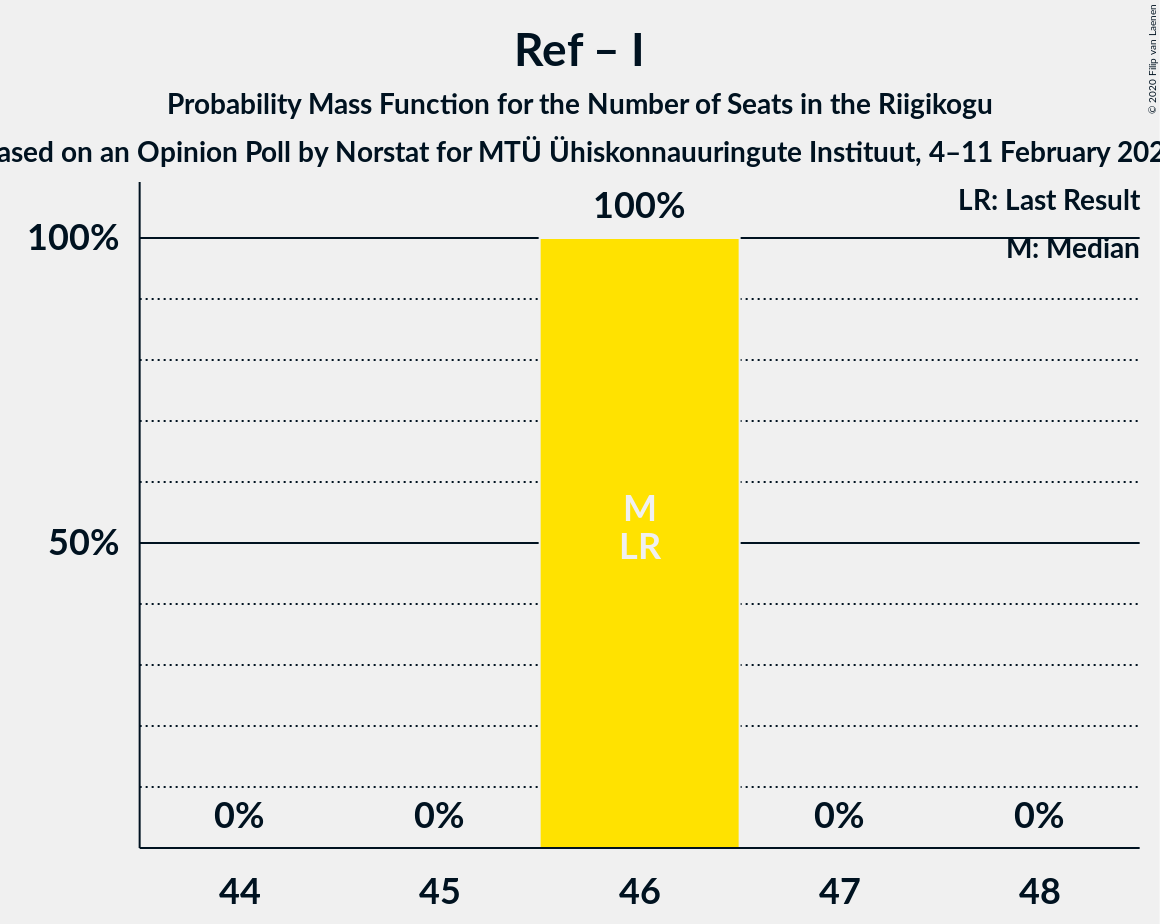 Ref – I
Probability Mass Function for the Number of Seats in the Riigikogu
ased on an Opinion Poll by Norstat for MTÜ Ühiskonnauuringute Instituut, 4–11 February 202
© 2020 Filip van Laenen
LR: Last Result
M: Median
100%
100%
50%
M
LR
0%
0%
0%
0%
44
45
46
47
48